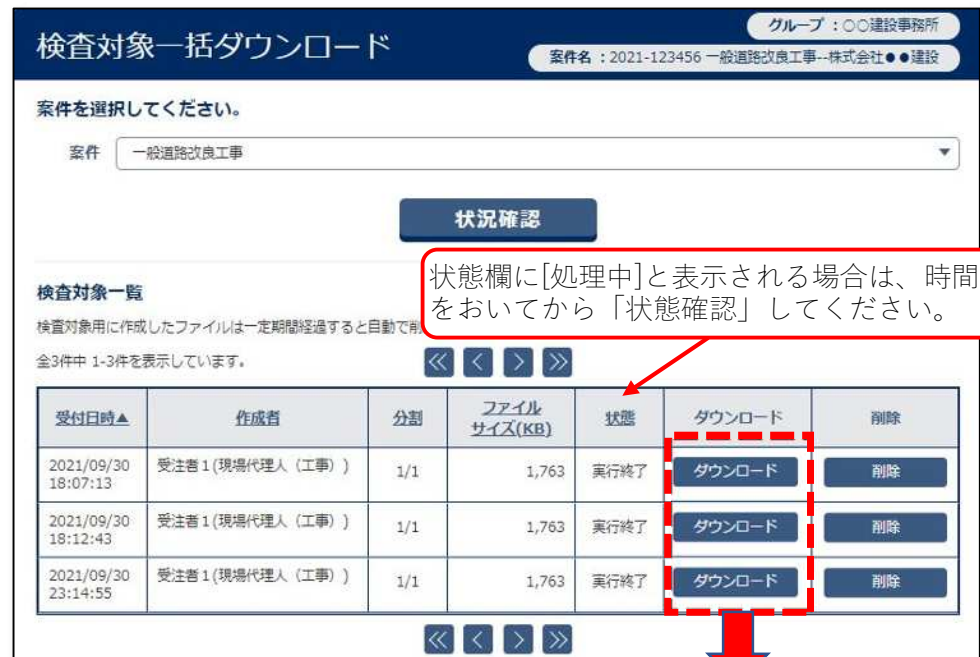 検査対象一括ダウンロード
グループ：〇〇建設事務所
案件名：2021-123456 一般道路改良工事--株式会社●●建設
案件を選択してください。
案件 一般道路改良工事
状況確認
状態欄に[処理中]と表示される場合は、時間
をおいてから「状態確認」してください。
検査対象一覧
検査対象用に作成したファイルは一定期間経過すると自動で削
全3件中 1-3件を表示しています。
≪ < > ≫
受付日時▲ 作成者 分割 ファイル 状態 ダウンロード 削除
サイズ(KB)
2021/09/30 受注者1(現場代理人（工事）) 1/1 1,763 実行終了 ダウンロード 削除
18:07:13
2021/09/30 受注者1(現場代理人（工事）) 1/1 1,763 実行終了 ダウンロード 削除
18:12:43
2021/09/30 受注者1(現場代理人（工事）) 1/1 1,763 実行終了 ダウンロード 削除
23:14:55
≪ < > ≫